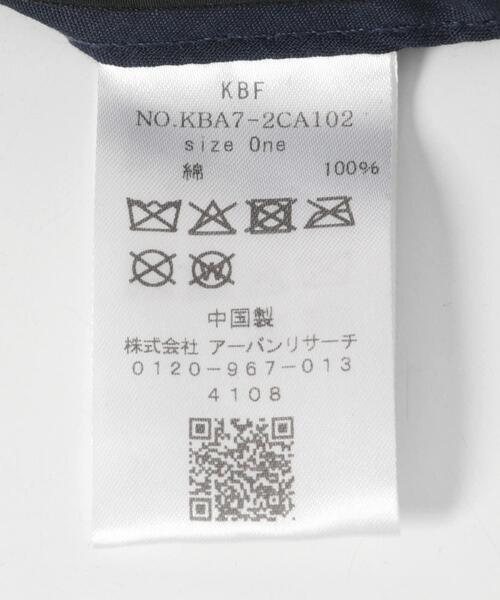 KBF
NO.KBA7-2CA102
size One
綿 100%
W
中国製
株式会社 アーバンリサーチ
0120-967-013
4108